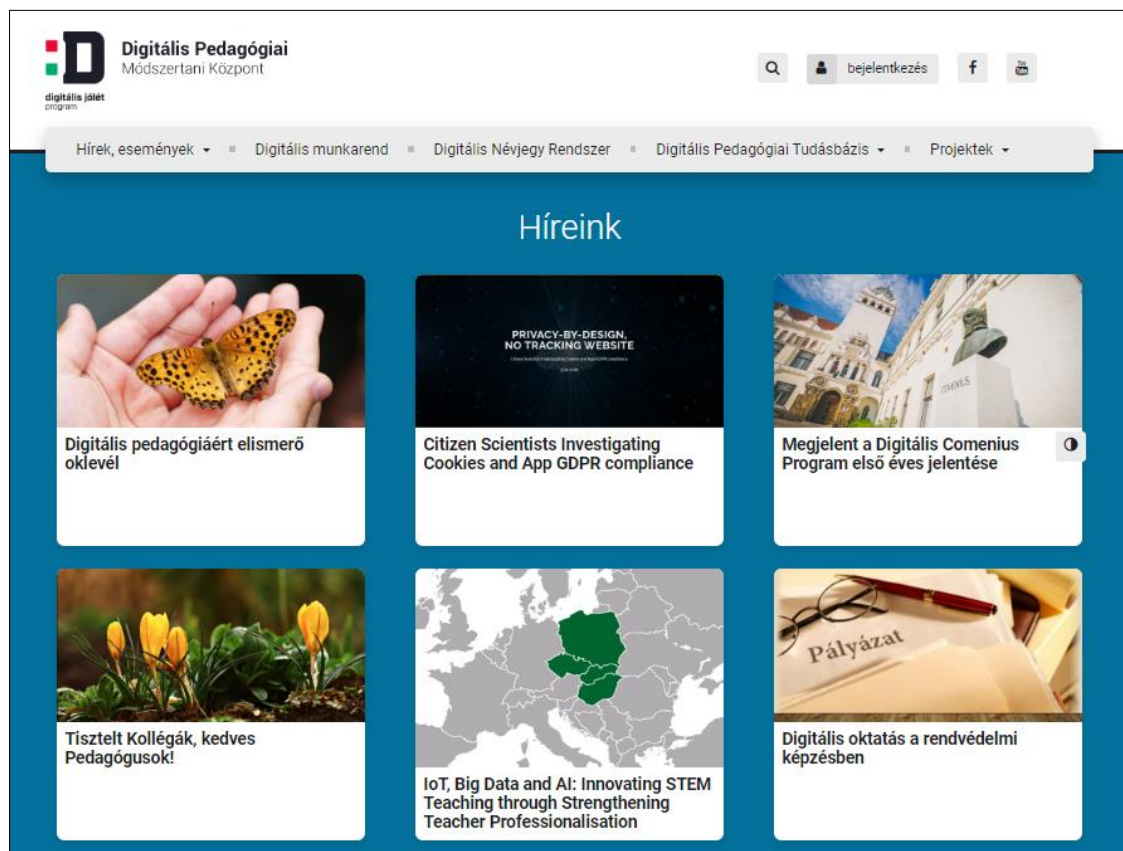 Digitális Pedagógiai
Módszertani Központ
digitális jólét
program
bejelentkezés
Hírek, események
Digitális munkarend
Digitális Névjegy Rendszer
Digitális Pedagógiai Tudásbázis
Projektek
Híreink
PRIVACY-BY-DESIGN,
NO TRACKING WEBSITE
COMENIUS
Digitális pedagógiáért elismerő
oklevél
Citizen Scientists Investigating
Cookies and App GDPR compliance
Megjelent a Digitális Comenius
Program első éves jelentése
Pályázat
Tisztelt Kollégák, kedves
Pedagógusok!
IoT, Big Data and AI: Innovating STEM
Teaching through Strengthening
Teacher Professionalisation
Digitális oktatás a rendvédelmi
képzésben